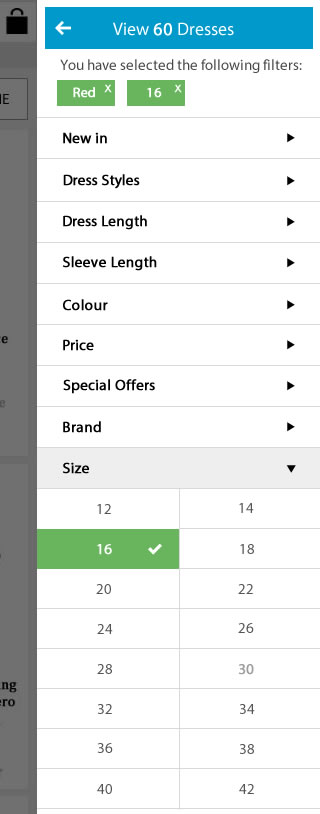 View 60 Dresses
You have selected the following filters:
Red x 16 x
New in
Dress Styles
Dress Length
Sleeve Length
Colour
Price
Special Offers
Brand
Size
12 14
16 18
20 22
24 26
28 30
32 34
36 38
40 42